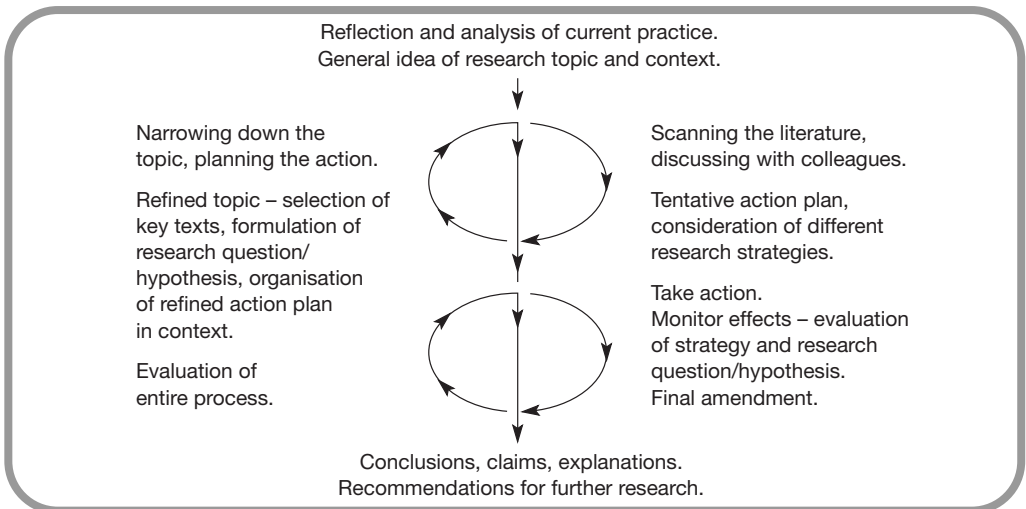 Reflection and analysis of current practice.
General idea of research topic and context.
Narrowing down the
topic, planning the action.
Refined topic – selection of
key texts, formulation of
research question/
hypothesis, organisation
of refined action plan
in context.
Evaluation of
entire process.
Scanning the literature,
discussing with colleagues.
Tentative action plan,
consideration of different
research strategies.
Take action.
Monitor effects – evaluation
of strategy and research
question/hypothesis.
Final amendment.
Conclusions, claims, explanations.
Recommendations for further research.